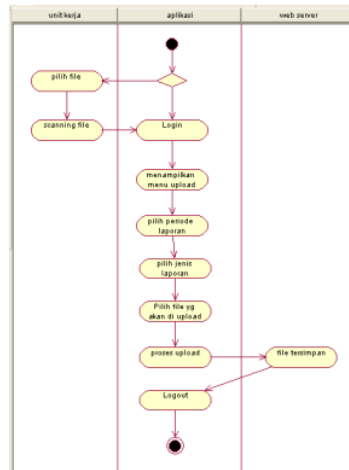 unit kerja
aplikasi
web server
pilih file
scanning file
Login
menampilkan
menu upload
pilih periode
laporan
pilih jenis
laporan
Pilih file yg
akan di upload
proses upload
file tersimpan
Logout